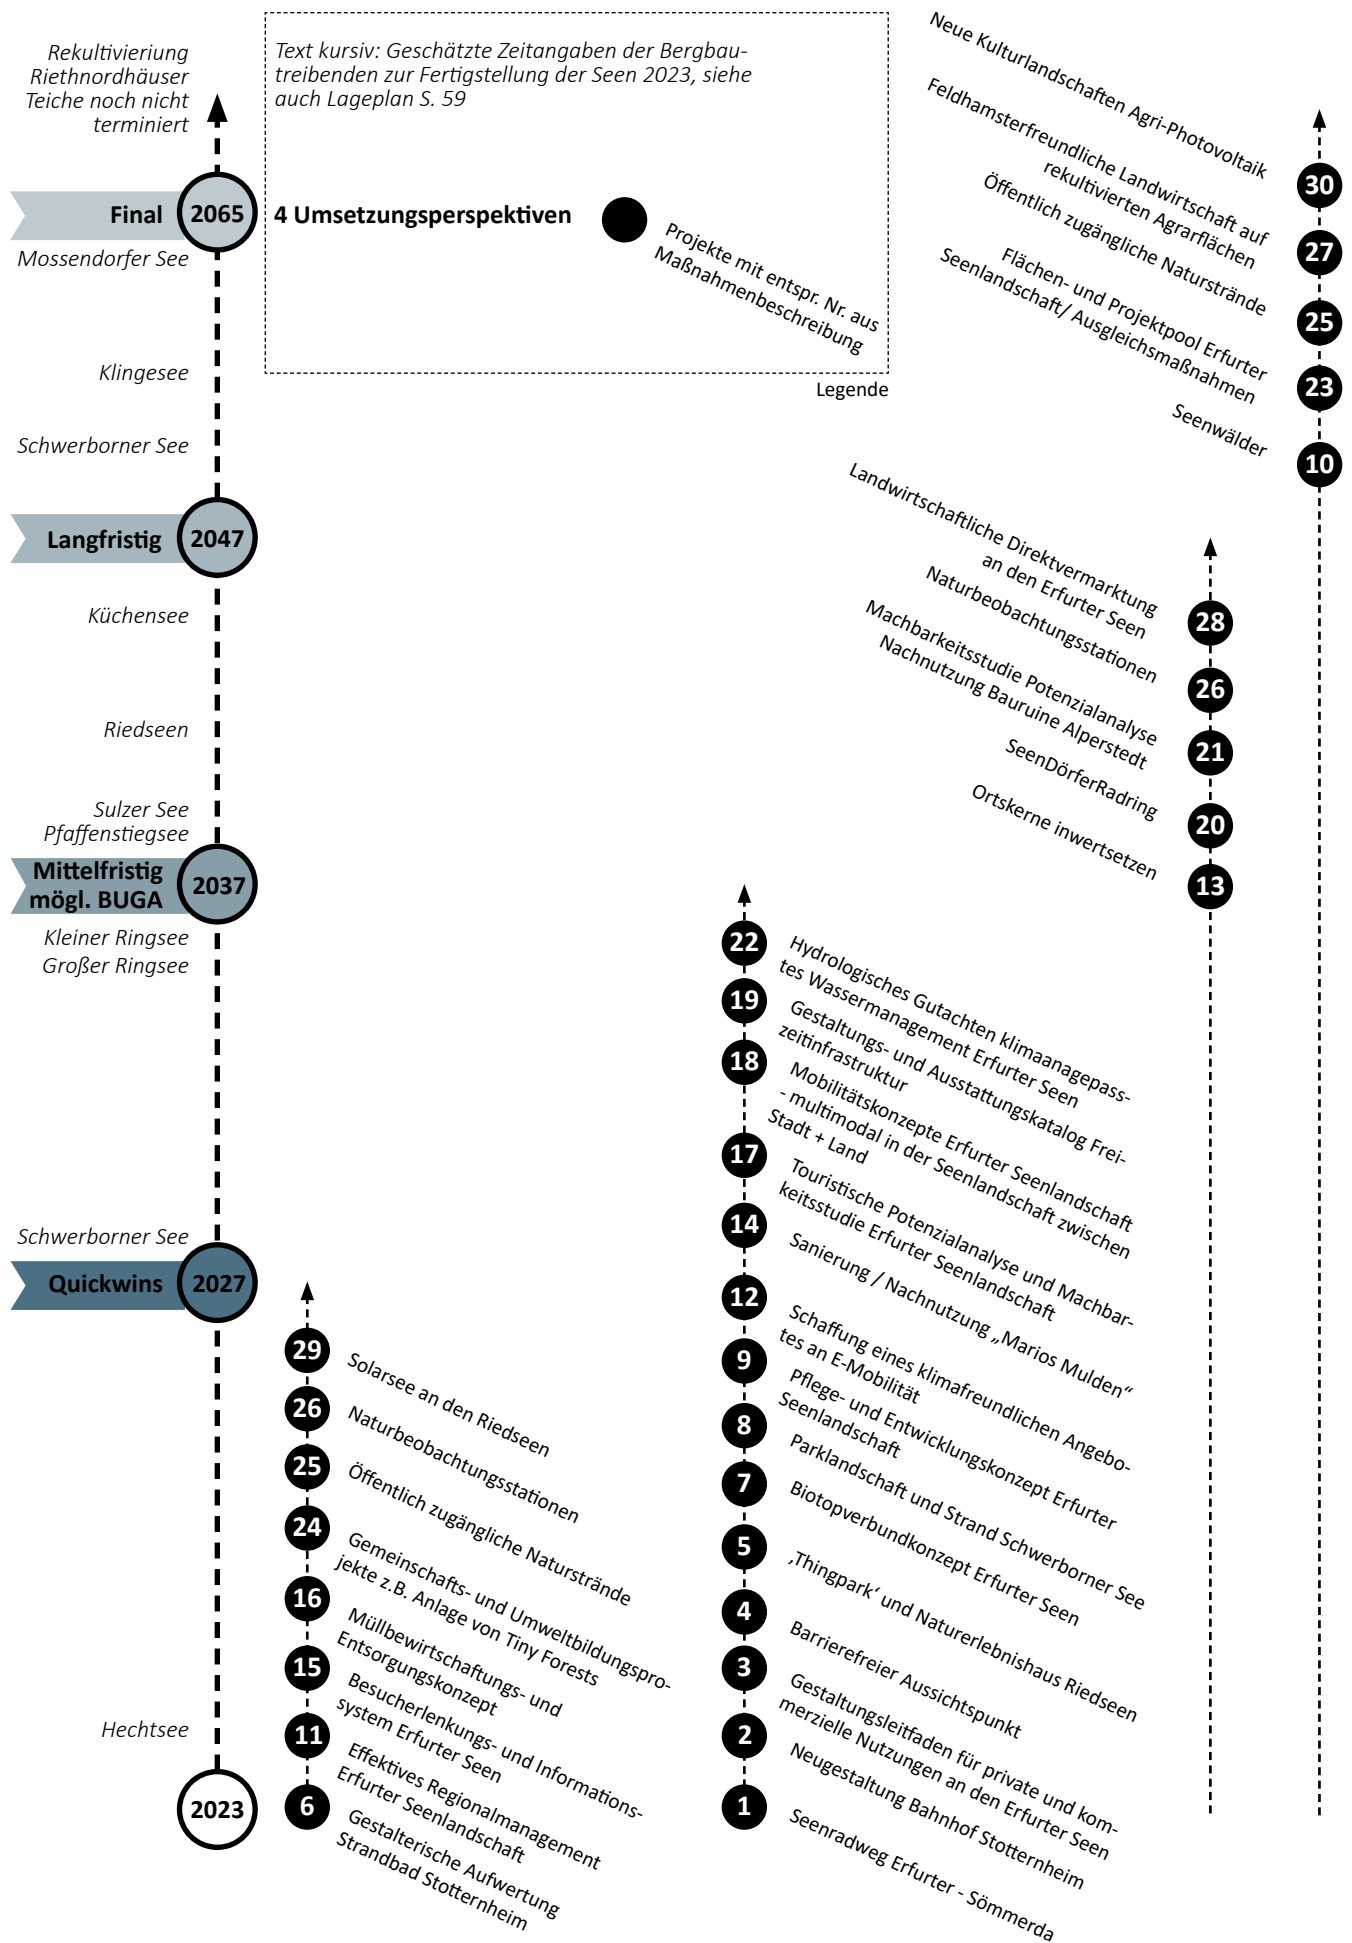 Rekultivierung
Riethnordhäuser
Teiche noch nicht
terminiert
Final
2065
Mossendorfer See
Klingesee
Schwerborner See
Langfristig
2047
Küchensee
Riedseen
Sulzer See
Pfaffenstiegsee
Mittelfristig
mögl. BUGA
2037
Kleiner Ringsee
Großer Ringsee
Schwerborner See
Quickwins
2027
Hechtsee
2023
Text kursiv: Geschätzte Zeitangaben der Bergbau-
treibenden zur Fertigstellung der Seen 2023, siehe
auch Lageplan S. 59
4 Umsetzungsperspektiven
Projekte mit entspr. Nr. aus
Maßnahmenbeschreibung
Legende
29
Solarsee an den Riedseen
26
Naturbeobachtungsstationen
25
Öffentlich zugängliche Naturstrände
24
Gemeinschafts- und Umweltbildungspro-
jekte z.B. Anlage von Tiny Forests
16
Müllbewirtschaftungs- und
Entsorgungskonzept
15
Besucherlenkungs- und Informations-
system Erfurter Seen
11
Effektives Regionalmanagement
Erfurter Seenlandschaft
6
Gestalterische Aufwertung
Strandbad Stotternheim
22
Hydrologisches Gutachten klimaanagepass-
tes Wassermanagement Erfurter Seen
19
Gestaltungs- und Ausstattungskatalog Frei-
zeitinfrastruktur
18
Mobilitätskonzepte Erfurter Seenlandschaft
- multimodal in der Seenlandschaft zwischen
Stadt + Land
17
Touristische Potenzialanalyse und Machbar-
keitsstudie Erfurter Seenlandschaft
14
Sanierung / Nachnutzung „Marios Mulden“
12
Schaffung eines klimafreundlichen Angebo-
tes an E-Mobilität
9
Pflege- und Entwicklungskonzept Erfurter
Seenlandschaft
8
Parklandschaft und Strand Schwerborner See
7
Biotopverbundkonzept Erfurter Seen
5
‚Thingpark‘ und Naturerlebnishaus Riedseen
4
Barrierefreier Aussichtspunkt
3
Gestaltungsleitfaden für private und kom-
merzielle Nutzungen an den Erfurter Seen
2
Neugestaltung Bahnhof Stotternheim
1
Seenradweg Erfurter - Sömmerda
Landwirtschaftliche Direktvermarktung
an den Erfurter Seen
28
Naturbeobachtungsstationen
26
Machbarkeitsstudie Potenzialanalyse
Nachnutzung Bauruine Alperstedt
21
SeenDörferRadring
20
Ortskerne inwertsetzen
13
Neue Kulturlandschaften Agri-Photovoltaik
30
Feldhamsterfreundliche Landwirtschaft auf
rekultivierten Agrarflächen
27
Öffentlich zugängliche Naturstrände
25
Flächen- und Projektpool Erfurter
Seenlandschaft/ Ausgleichsmaßnahmen
23
Seenwälder
10